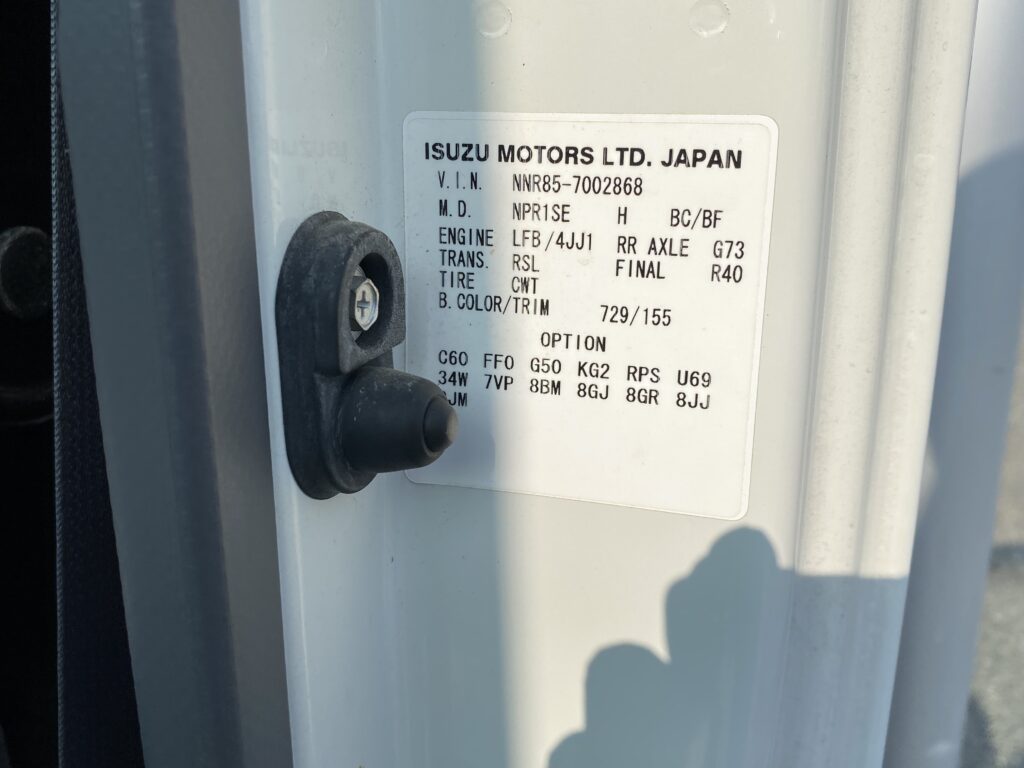 ISUZU MOTORS LTD. JAPAN
V.I.N. NNR85-7002868
M.D. NPR1SE H BC/BF
ENGINE LFB/4JJ1 RR AXLE G73
TRANS. RSL FINAL R40
TIRE CWT
B.COLOR/TRIM 729/155
OPTION
C60 FF0 G50 KG2 RPS U69
34W 7VP 8BM 8GJ 8GR 8JJ